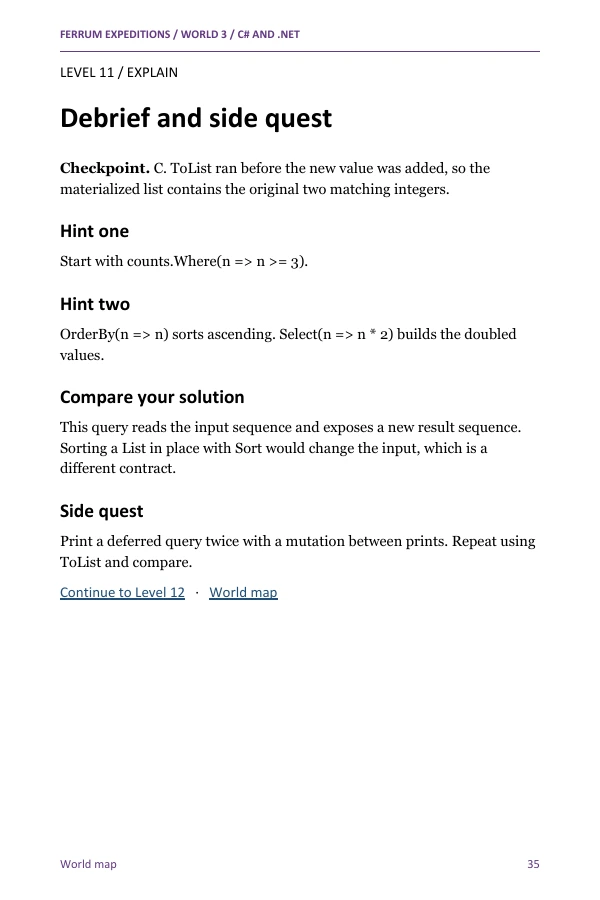 FERRUM EXPEDITIONS / WORLD 3 / C# AND .NET
LEVEL 11 / EXPLAIN
Debrief and side quest
Checkpoint. C. ToList ran before the new value was added, so the
materialized list contains the original two matching integers.
Hint one
Start with counts.Where(n => n >= 3).
Hint two
OrderBy(n => n) sorts ascending. Select(n => n * 2) builds the doubled
values.
Compare your solution
This query reads the input sequence and exposes a new result sequence.
Sorting a List in place with Sort would change the input, which is a
different contract.
Side quest
Print a deferred query twice with a mutation between prints. Repeat using
ToList and compare.
Continue to Level 12 · World map
World map 35